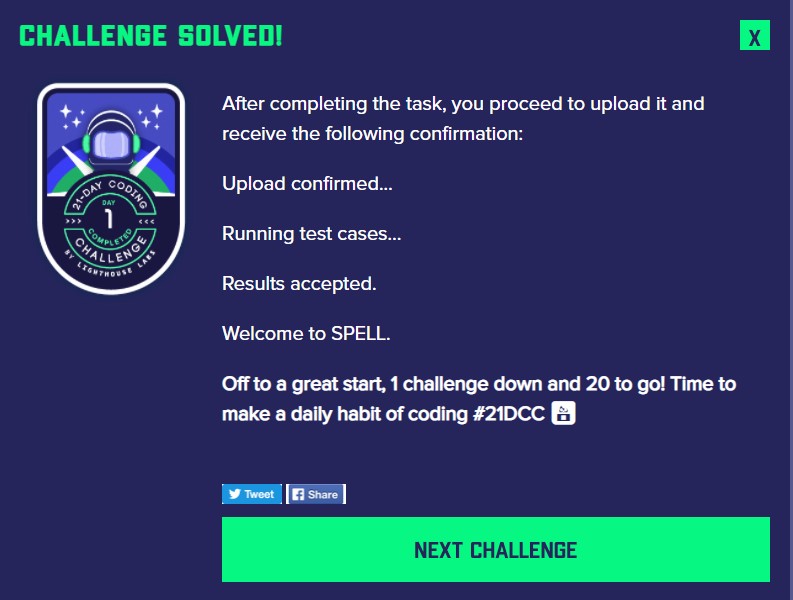 CHALLENGE SOLVED!
X
After completing the task, you proceed to upload it and
receive the following confirmation:
21-DAY CODING
DAY
1
>>> <<<
COMPLETED
CHALLENGE
BY LIGHTHOUSE LABS
Upload confirmed...
Running test cases...
Results accepted.
Welcome to SPELL.
Off to a great start, 1 challenge down and 20 to go! Time to
make a daily habit of coding #21DCC
Tweet
Share
NEXT CHALLENGE